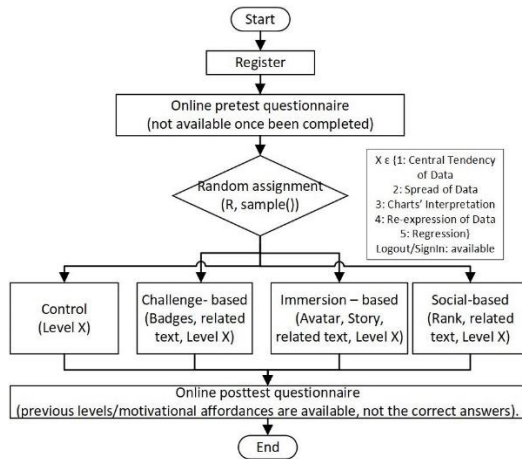 Start
Register
Online pretest questionnaire
(not available once been completed)
Random assignment
(R, sample())
X ε {1: Central Tendency
of Data
2: Spread of Data
3: Charts' Interpretation
4: Re-expression of Data
5: Regression}
Logout/SignIn: available
Control
(Level X)
Challenge- based
(Badges, related
text, Level X)
Immersion – based
(Avatar, Story,
related text, Level X)
Social-based
(Rank, related
text, Level X)
Online posttest questionnaire
(previous levels/motivational affordances are available, not the correct answers).
End